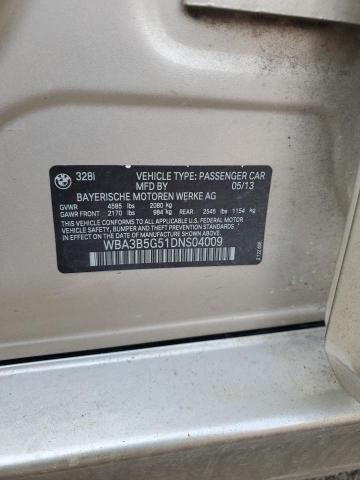 328i VEHICLE TYPE: PASSENGER CAR
MFD BY 05/13
BAYERISCHE MOTOREN WERKE AG
GVWR 4585 lbs 2080 kg
GAWR FRONT 2170 lbs 984 kg REAR 2545 lbs 1154 kg
THIS VEHICLE CONFORMS TO ALL APPLICABLE U.S. FEDERAL
MOTOR VEHICLE SAFETY, BUMPER, AND THEFT PREVENTION
STANDARDS IN EFFECT ON THE DATE OF MANUFACTURE
SHOWN ABOVE.
WBA3B5G51DNS04009